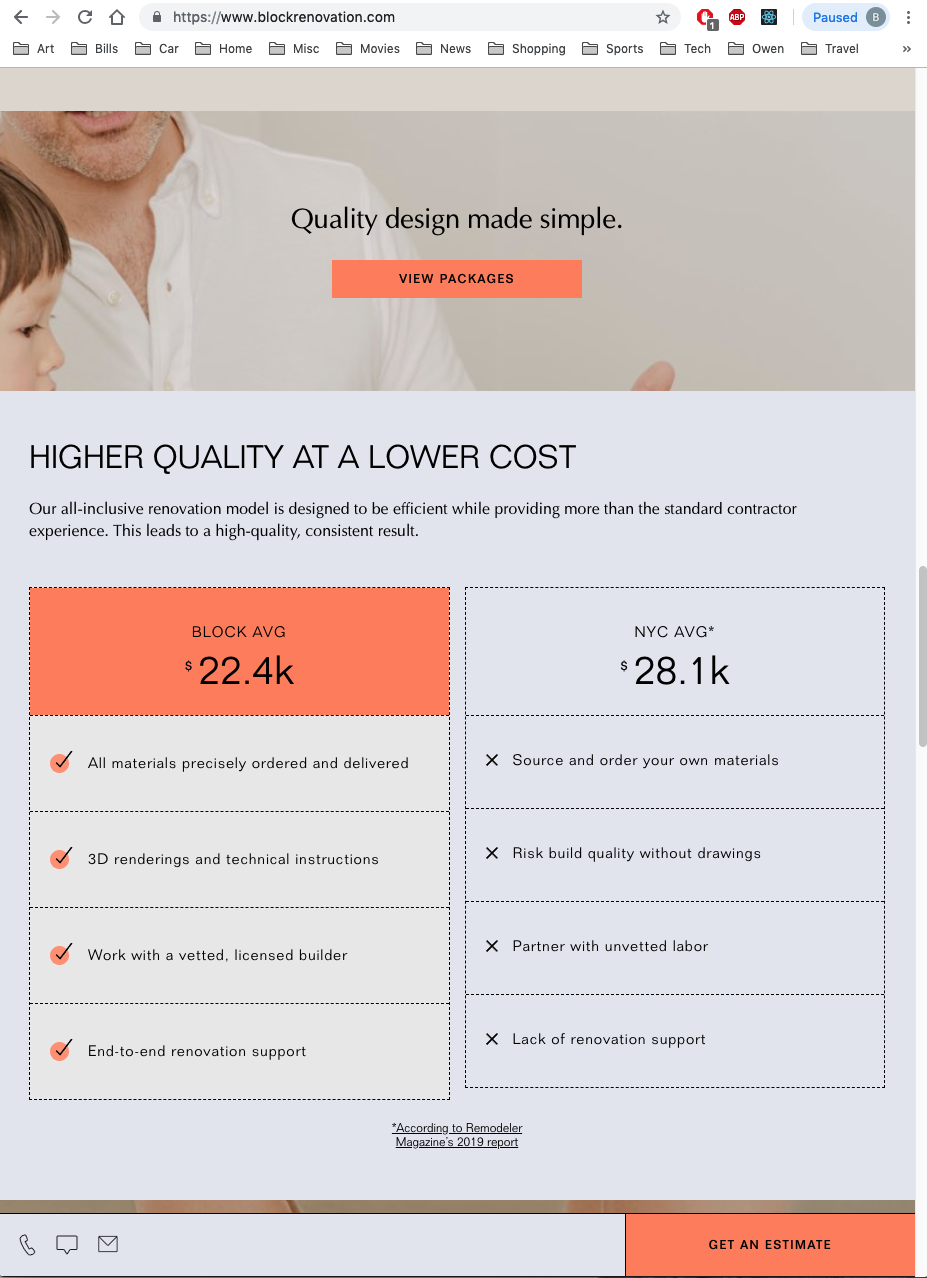 https://www.blockrenovation.com
1
ABP
Paused
B
Art
Bills
Car
Home
Misc
Movies
News
Shopping
Sports
Tech
Owen
Travel
»
Quality design made simple.
VIEW PACKAGES
HIGHER QUALITY AT A LOWER COST
Our all-inclusive renovation model is designed to be efficient while providing more than the standard contractor
experience. This leads to a high-quality, consistent result.
BLOCK AVG
$ 22.4k
All materials precisely ordered and delivered
3D renderings and technical instructions
Work with a vetted, licensed builder
End-to-end renovation support
NYC AVG*
$ 28.1k
Source and order your own materials
Risk build quality without drawings
Partner with unvetted labor
Lack of renovation support
*According to Remodeler
Magazine's 2019 report
GET AN ESTIMATE